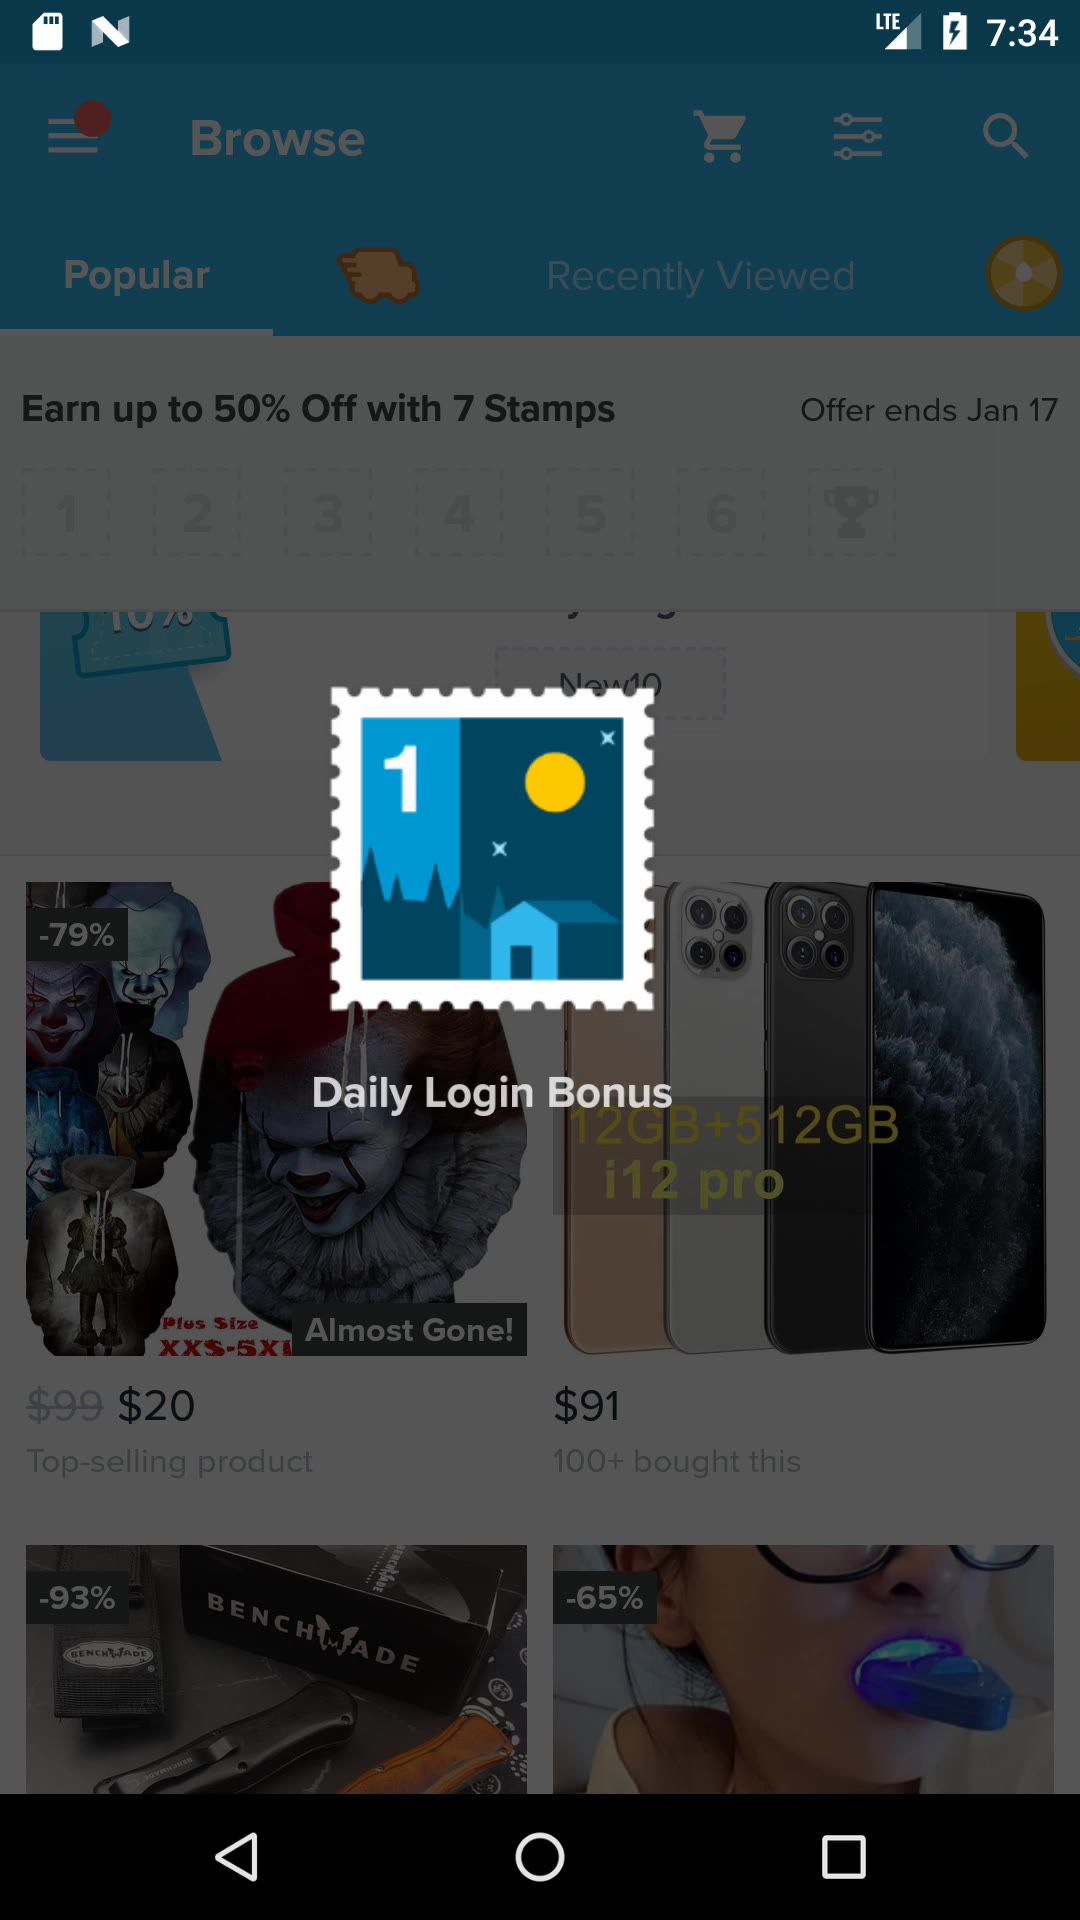 LTE 7:34
Browse
Popular
Recently Viewed
Earn up to 50% Off with 7 Stamps
Offer ends Jan 17
1 2 3 4 5 6
10%
New10
1
-79%
Daily Login Bonus
12GB+512GB
i12 pro
Plus Size
Almost Gone!
$99 $20
$91
Top-selling product
100+ bought this
-93%
-65%
BENCHMADE
BENCHMADE
BENCHMADE